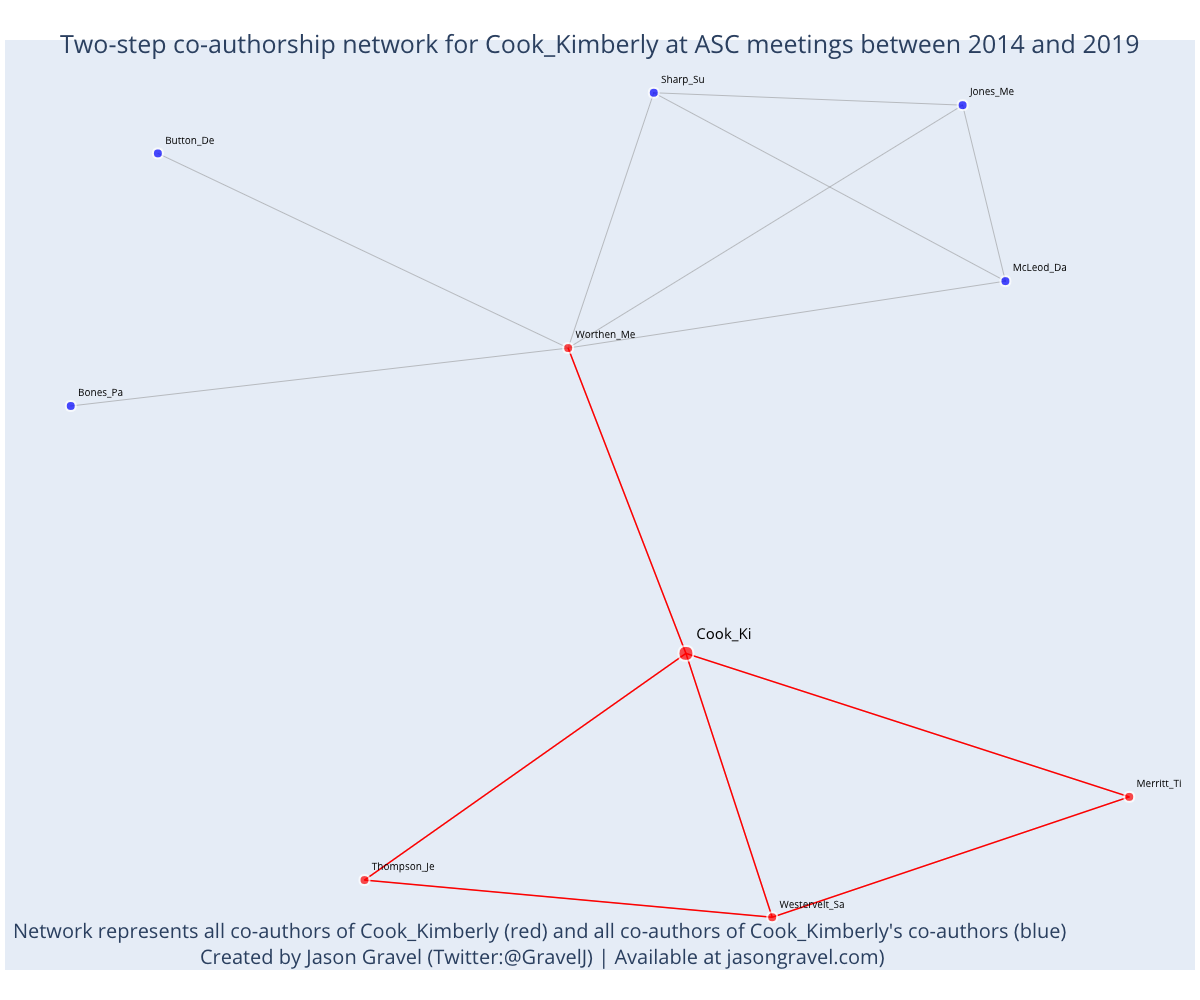 Two-step co-authorship network for Cook_Kimberly at ASC meetings between 2014 and 2019
Sharp_Su
Jones_Me
Button_De
McLeod_Da
Worthen_Me
Bones_Pa
Cook_Ki
Merritt_Ti
Thompson_Je
Westervelt_Sa
Network represents all co-authors of Cook_Kimberly (red) and all co-authors of Cook_Kimberly's co-authors (blue)
Created by Jason Gravel (Twitter:@GravelJ) | Available at jasongravel.com)